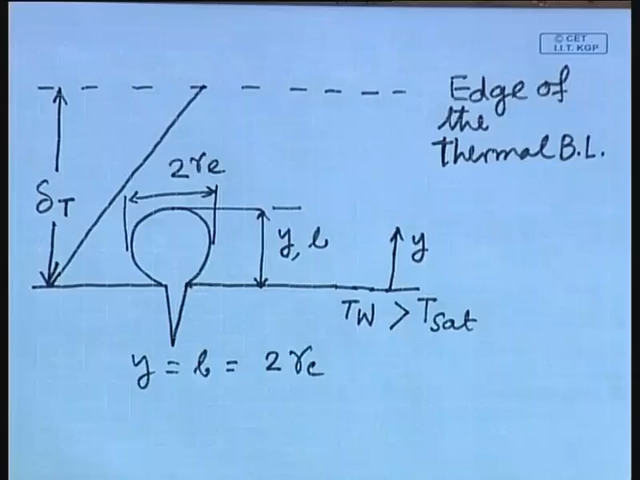 © CET
I.I.T. KGP
Edge of
the
thermal B.L.
2re
δT
y, b
y
TW > Tsat
y = b = 2re